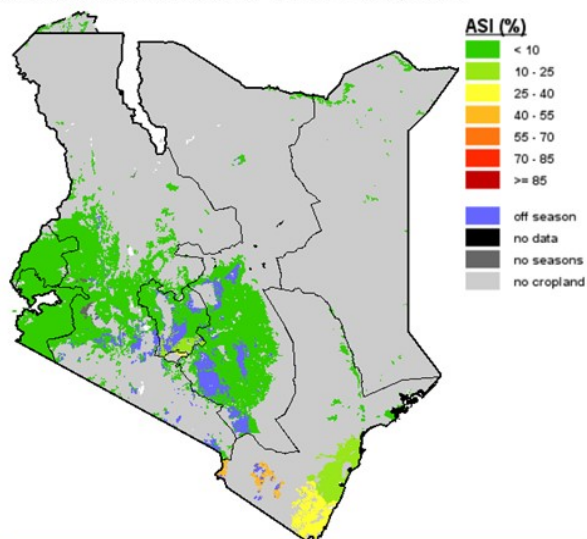 ASI (%)
< 10
10 - 25
25 - 40
40 - 55
55 - 70
70 - 85
>= 85
off season
no data
no seasons
no cropland